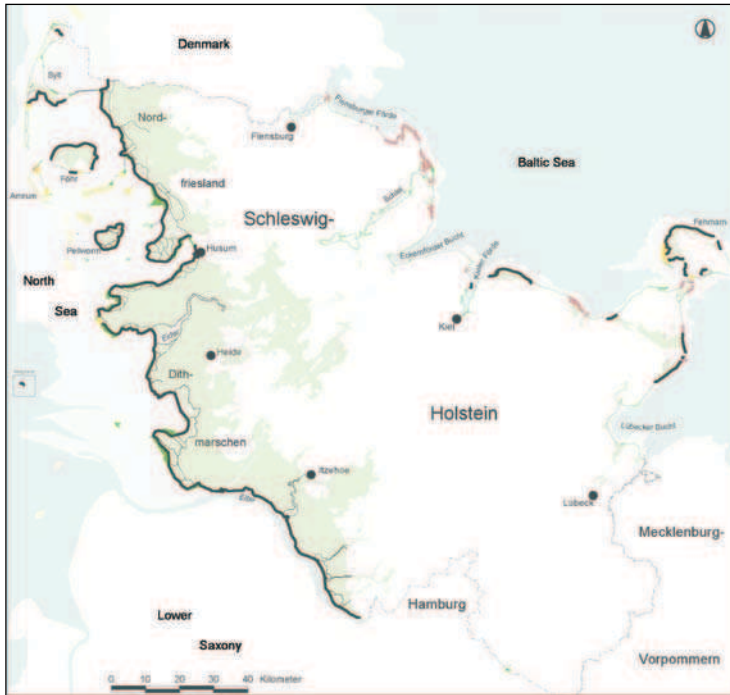 Denmark
Sylt
Nord-
Flensburger Förde
Flensburg
Baltic Sea
friesland
Föhr
Schlei
Amrum
Schleswig-
Fehmarn
Pellworm
Husum
Eckernförder Bucht
Kieler Förde
North
Sea
Kiel
Eider
Heide
Dith-
Holstein
Lübecker Bucht
marschen
Itzehoe
Elbe
Lübeck
Mecklenburg-
Hamburg
Lower
Saxony
Vorpommern
0 10 20 30 40 Kilometer